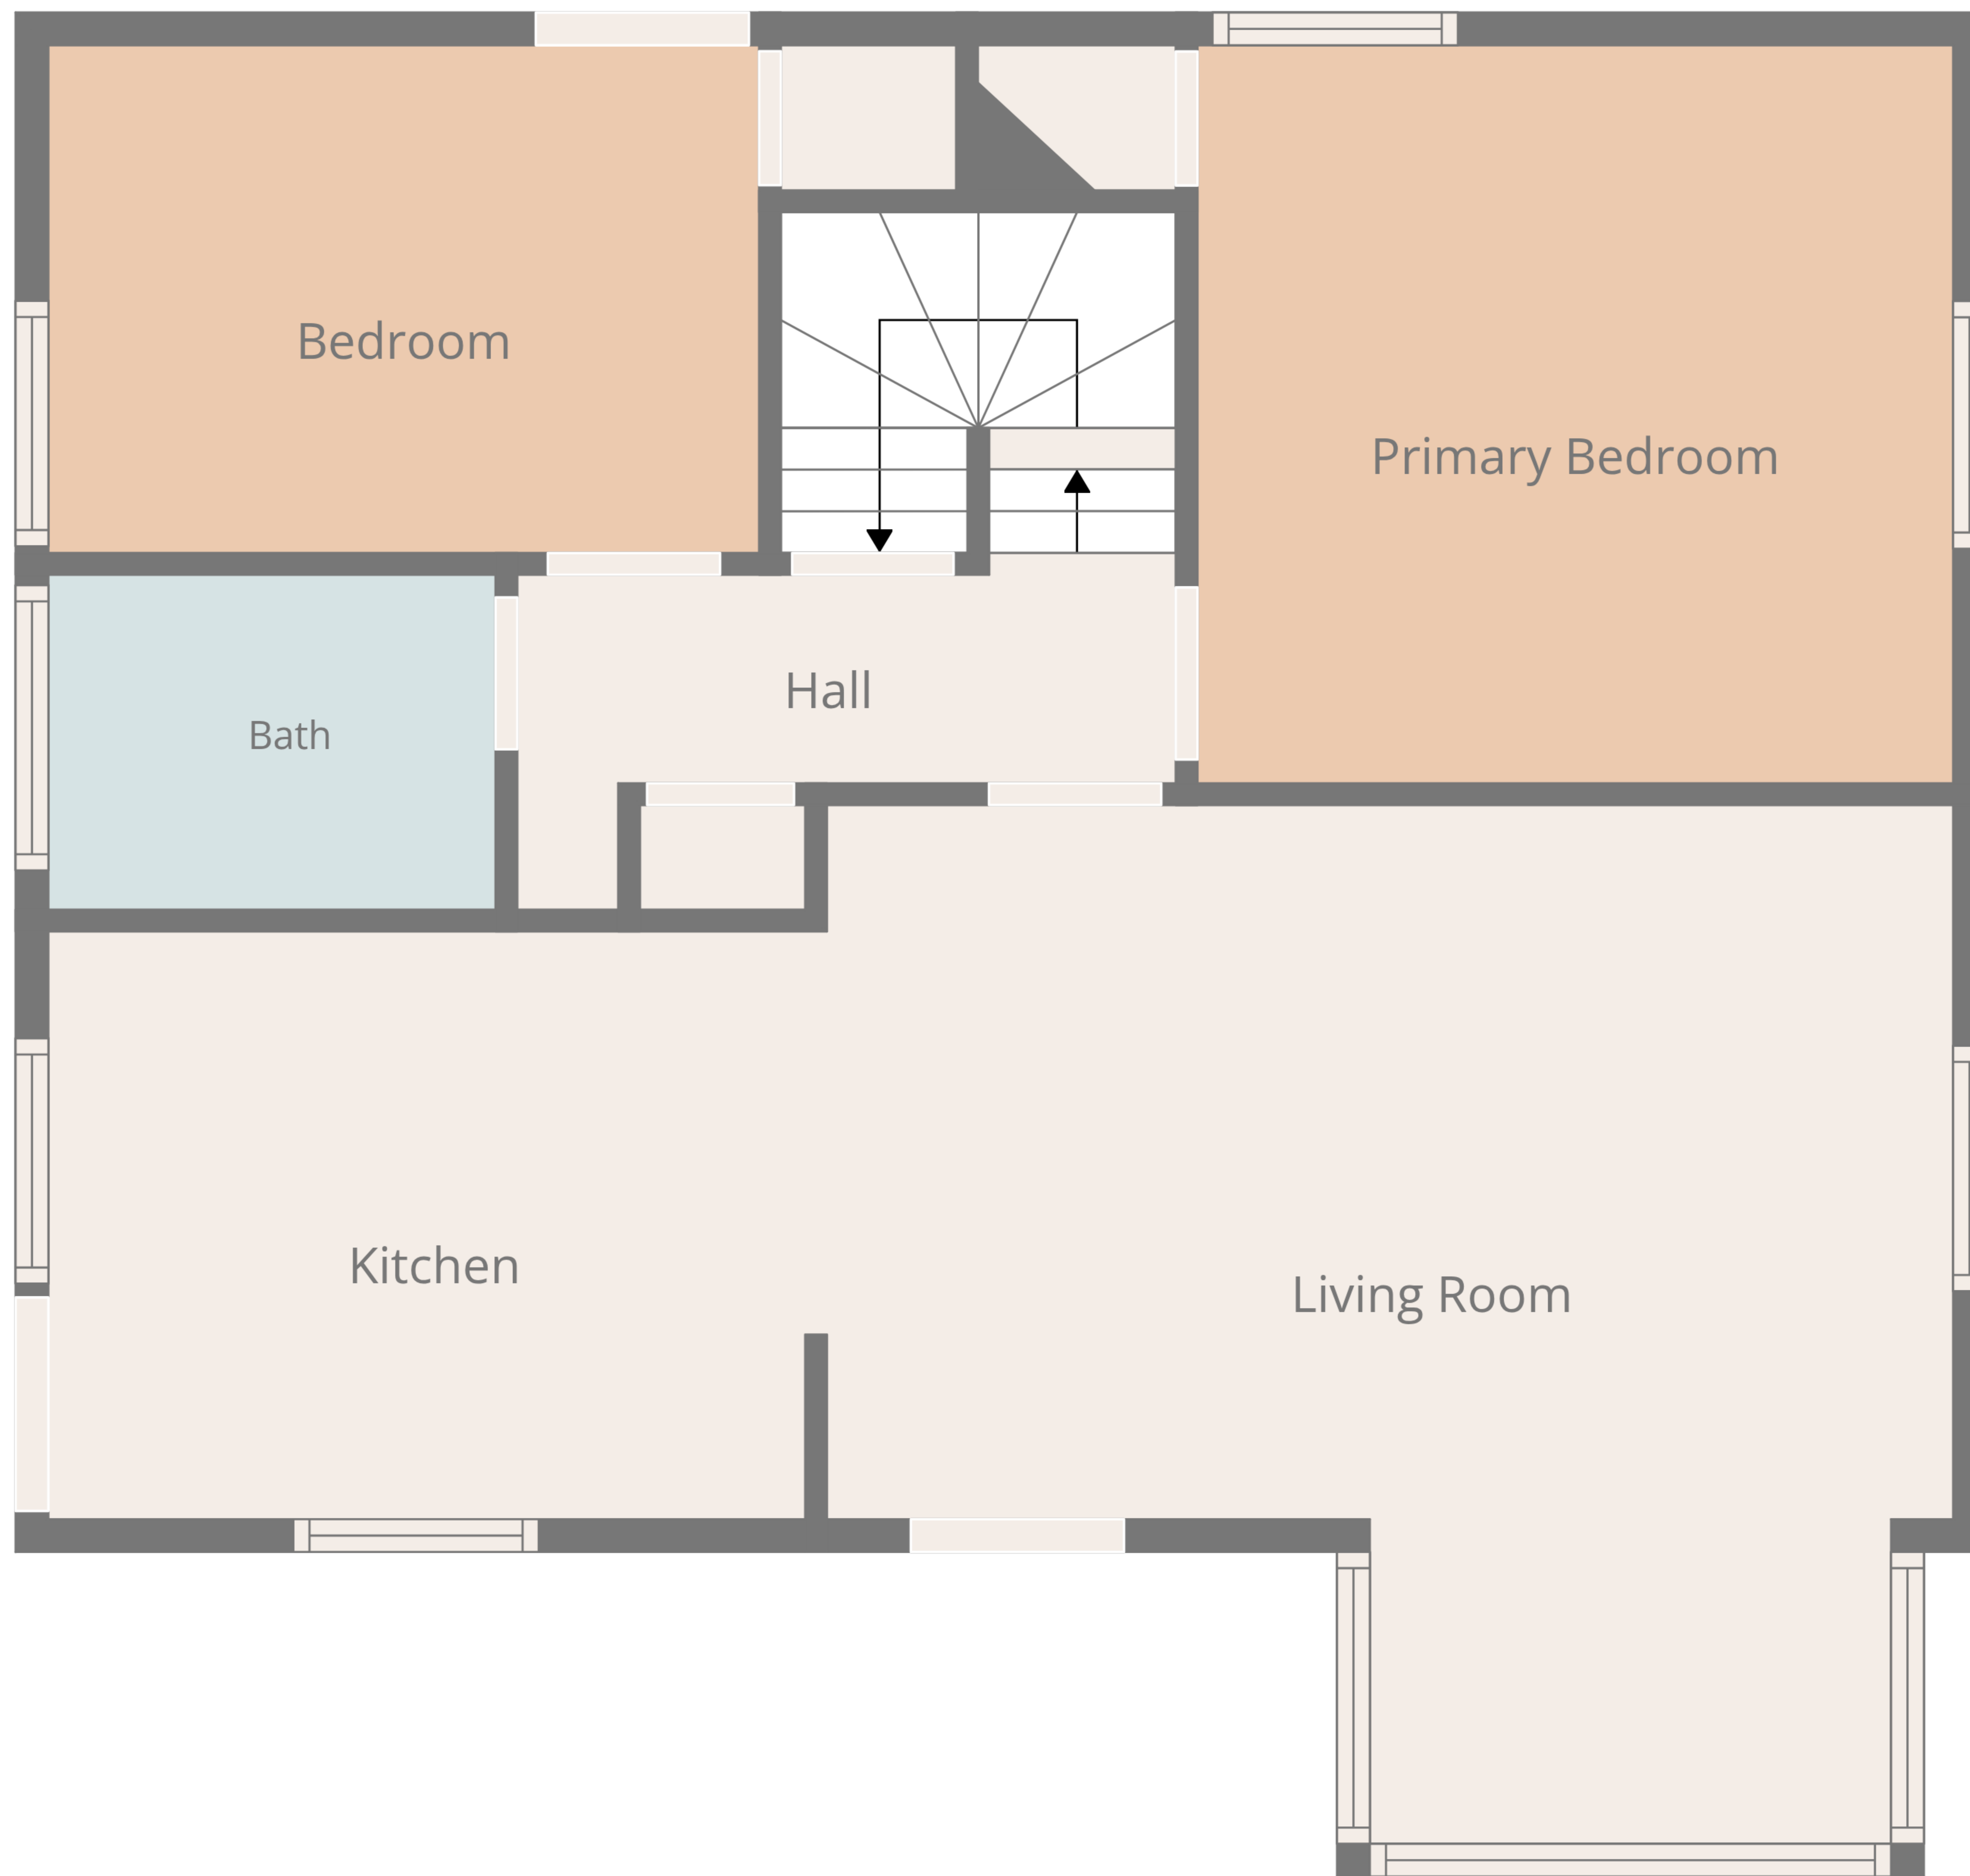 Bedroom
Primary Bedroom
Hall
Bath
Kitchen
Living Room